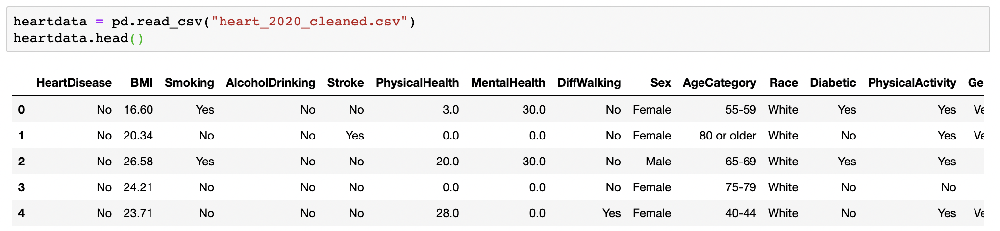 heartdata = pd.read_csv("heart_2020_cleaned.csv")
heartdata.head()
HeartDisease BMI Smoking AlcoholDrinking Stroke PhysicalHealth MentalHealth DiffWalking Sex AgeCategory Race Diabetic PhysicalActivity Ge
0 No 16.60 Yes No No 3.0 30.0 No Female 55-59 White Yes Yes Ve
1 No 20.34 No No Yes 0.0 0.0 No Female 80 or older White No Yes Ve
2 No 26.58 Yes No No 20.0 30.0 No Male 65-69 White Yes Yes
3 No 24.21 No No No 0.0 0.0 No Female 75-79 White No No
4 No 23.71 No No No 28.0 0.0 Yes Female 40-44 White No Yes Ve